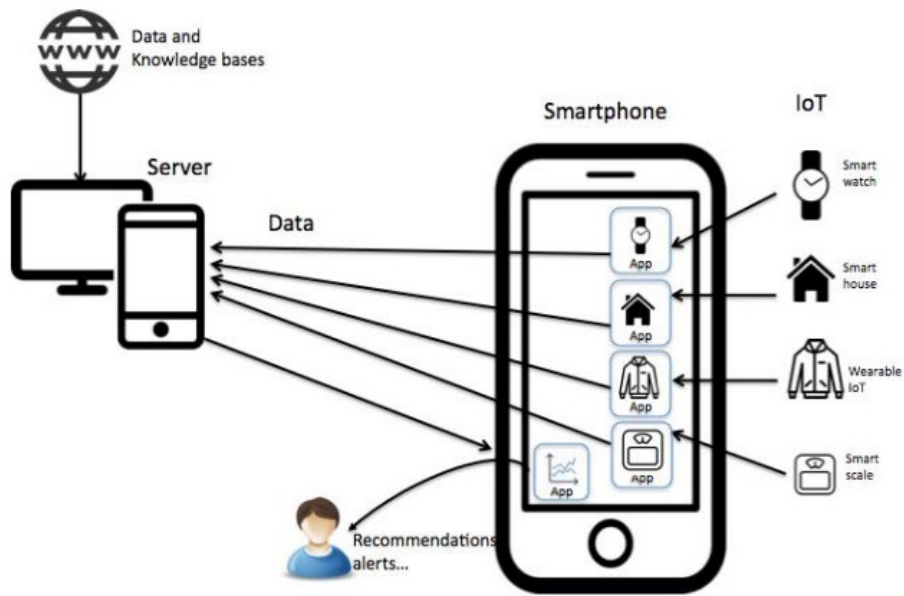 www
Data and
Knowledge bases
Server
Data
Smartphone
IoT
Smart
watch
Smart
house
Wearable
IoT
Smart
scale
App
App
App
App
App
Recommendations
alerts...